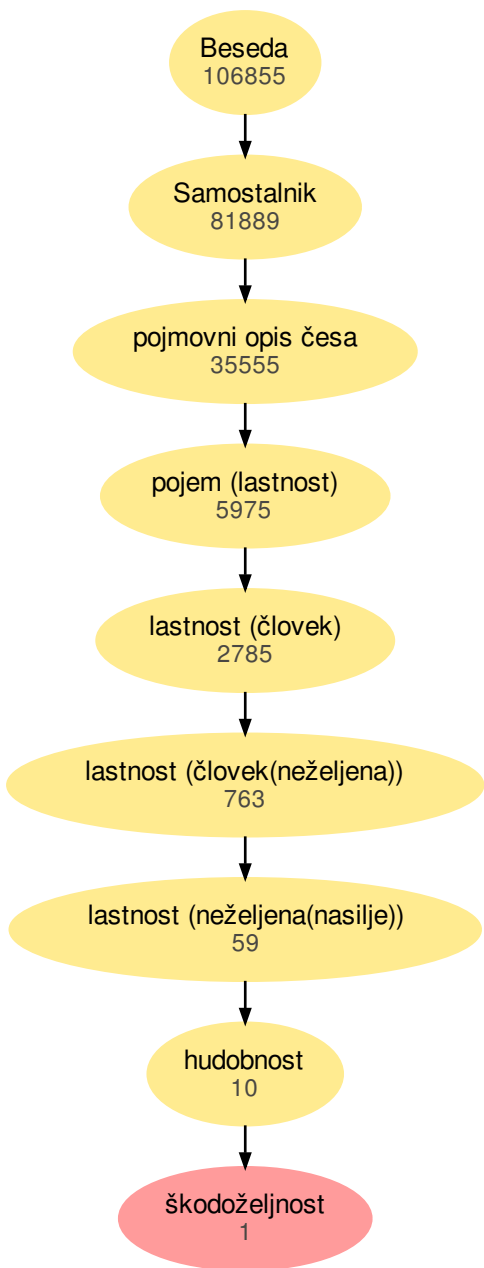 Beseda
106855
Samostalnik
81889
pojmovni opis česa
35555
pojem (lastnost)
5975
lastnost (človek)
2785
lastnost (človek(neželjena))
763
lastnost (neželjena(nasilje))
59
hudobnost
10
škodoželjnost
1